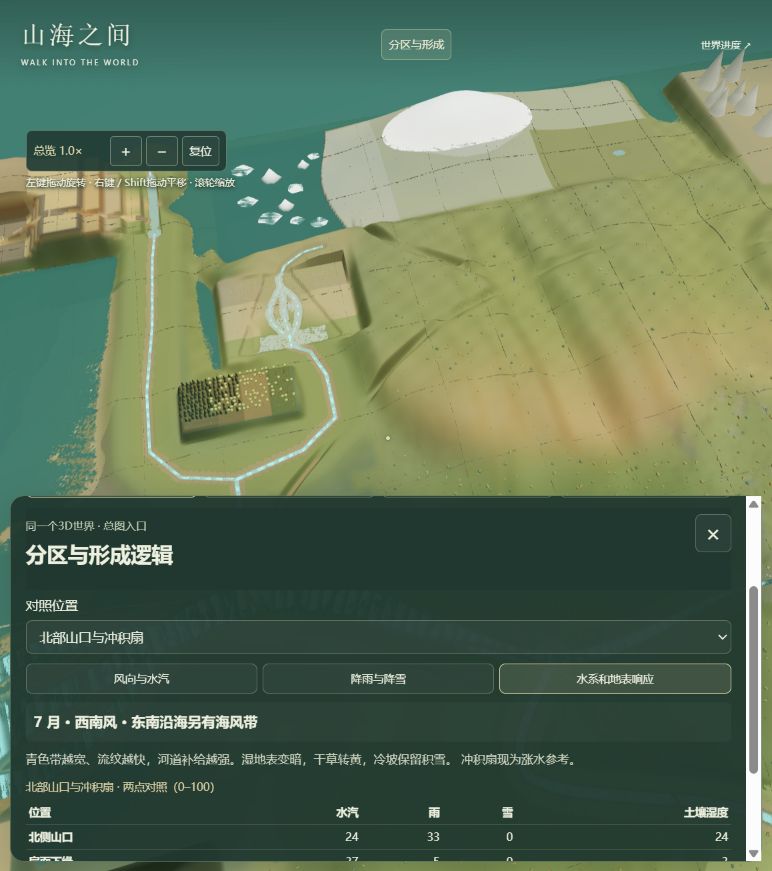 山海之间
WALK INTO THE WORLD
分区与形成
世界进度 ↗
总览 1.0×
+
−
复位
左键拖动旋转 · 右键 / Shift拖动平移 · 滚轮缩放
同一个3D世界 · 总图入口
分区与形成逻辑
×
对照位置
北部山口与冲积扇
风向与水汽
降雨与降雪
水系和地表响应
7 月 • 西南风 • 东南沿海另有海风带
青色带越宽、流纹越快，河道补给越强。湿地表变暗，干草转黄，冷坡保留积雪。 冲积扇现为涨水参考。
北部山口与冲积扇 · 两点对照（0–100）
位置 水汽 雨 雪 土壤湿度
北侧山口 24 33 0 24